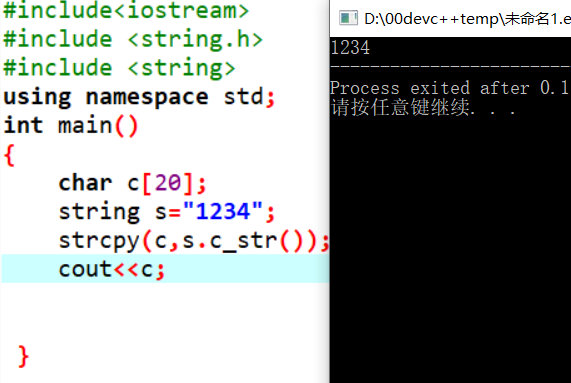 #include<iostream>
#include <string.h>
#include <string>
using namespace std;
int main()
{
char c[20];
string s="1234";
strcpy(c,s.c_str());
cout<<c;
}
D:\00devc++temp\未命名1.e
1234
--------------------------------
Process exited after 0.1
请按任意键继续. . .